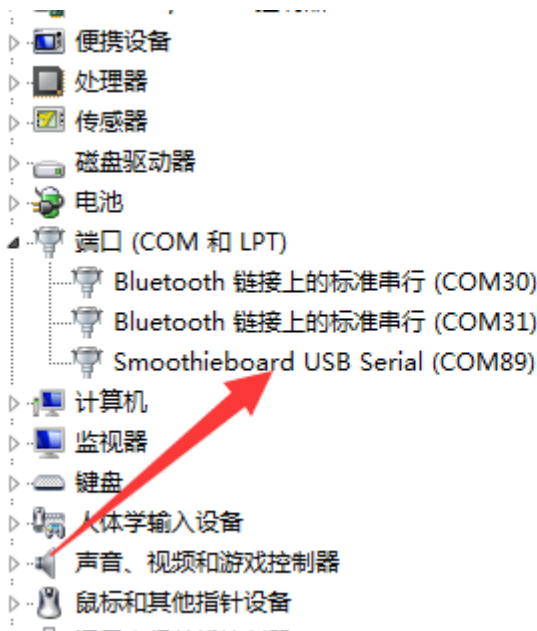 便携设备
处理器
传感器
磁盘驱动器
电池
端口 (COM 和 LPT)
Bluetooth 链接上的标准串行 (COM30)
Bluetooth 链接上的标准串行 (COM31)
Smoothieboard USB Serial (COM89)
计算机
监视器
键盘
人体学输入设备
声音、视频和游戏控制器
鼠标和其他指针设备